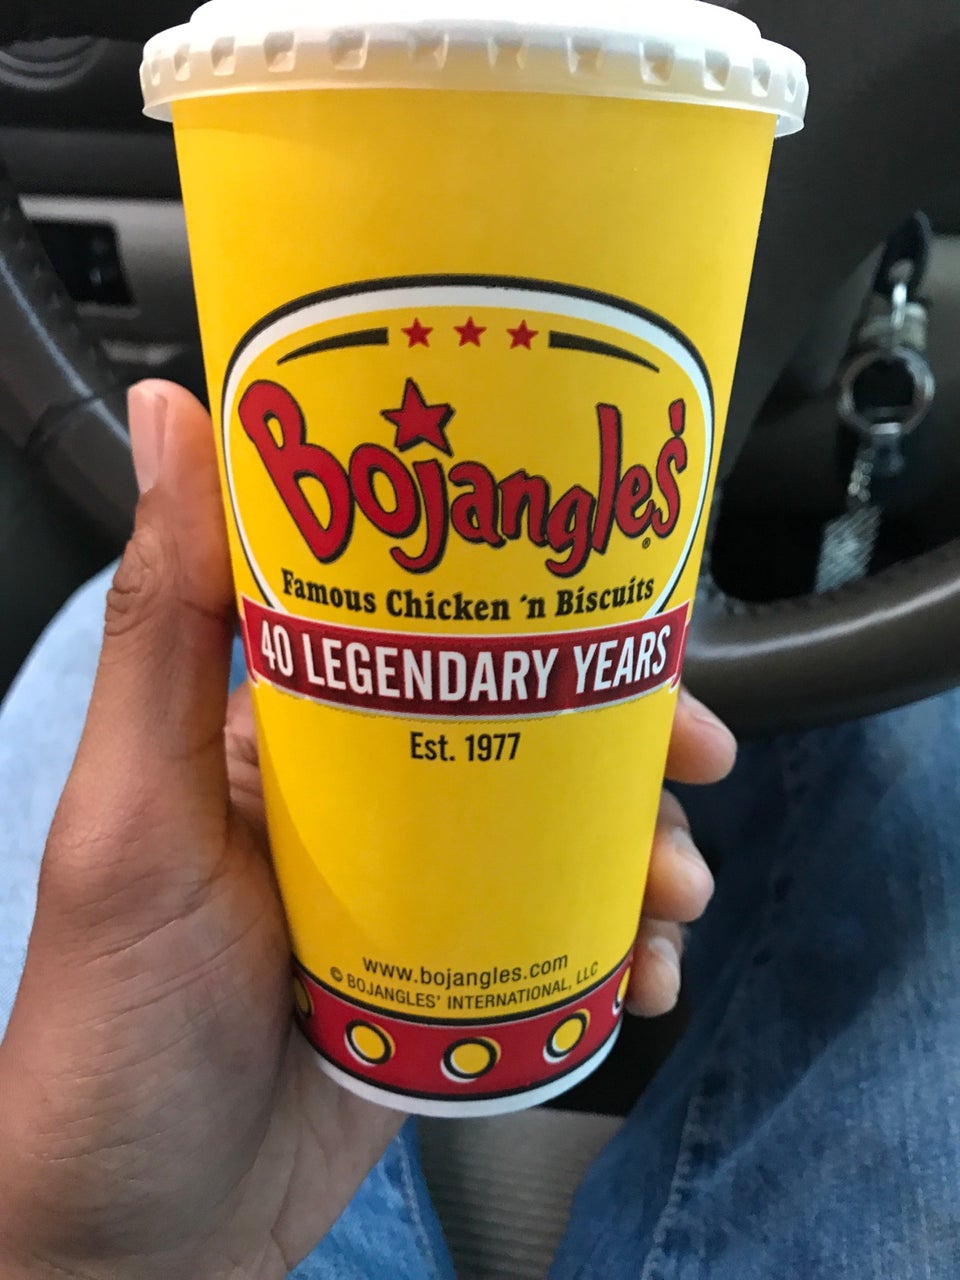 Bojangles'®
Famous Chicken 'n Biscuits
40 LEGENDARY YEARS
Est. 1977
www.bojangles.com
© BOJANGLES' INTERNATIONAL, LLC